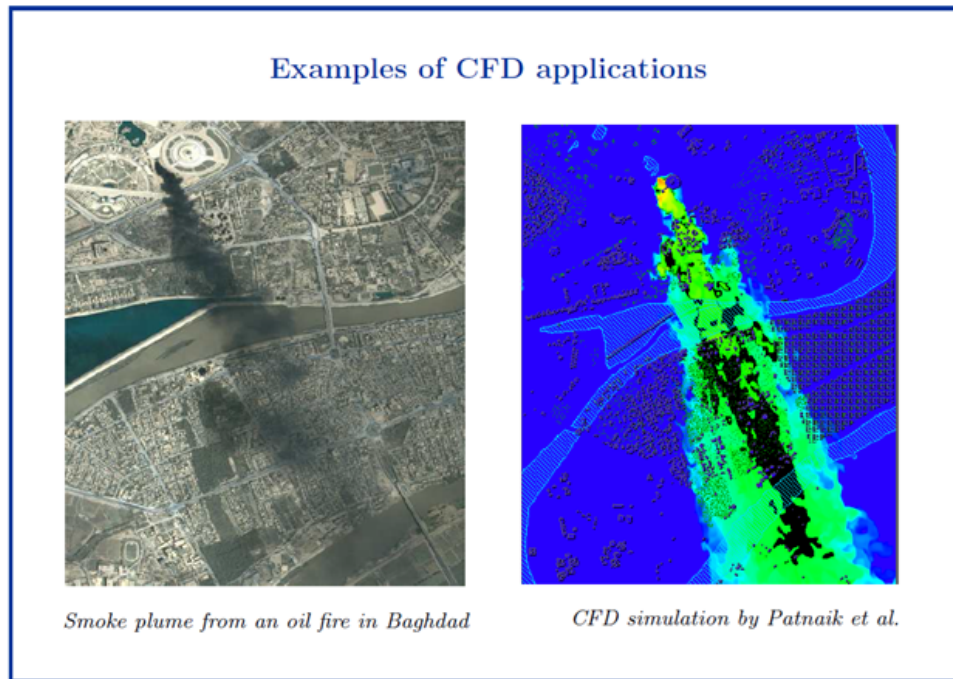 Examples of CFD applications
Smoke plume from an oil fire in Baghdad
CFD simulation by Patnaik et al.